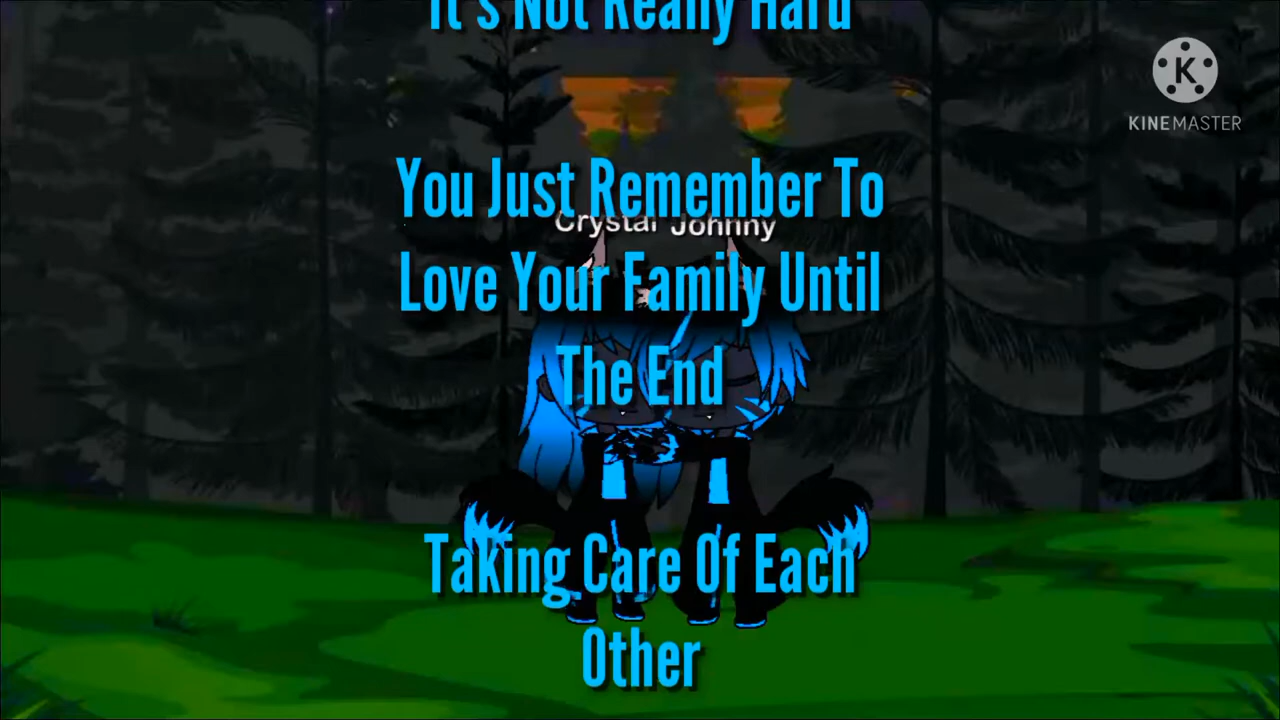 It's Not Really Hard
KINEMASTER
You Just Remember To
Crystal Johnny
Love Your Family Until
The End
Taking Care Of Each
Other